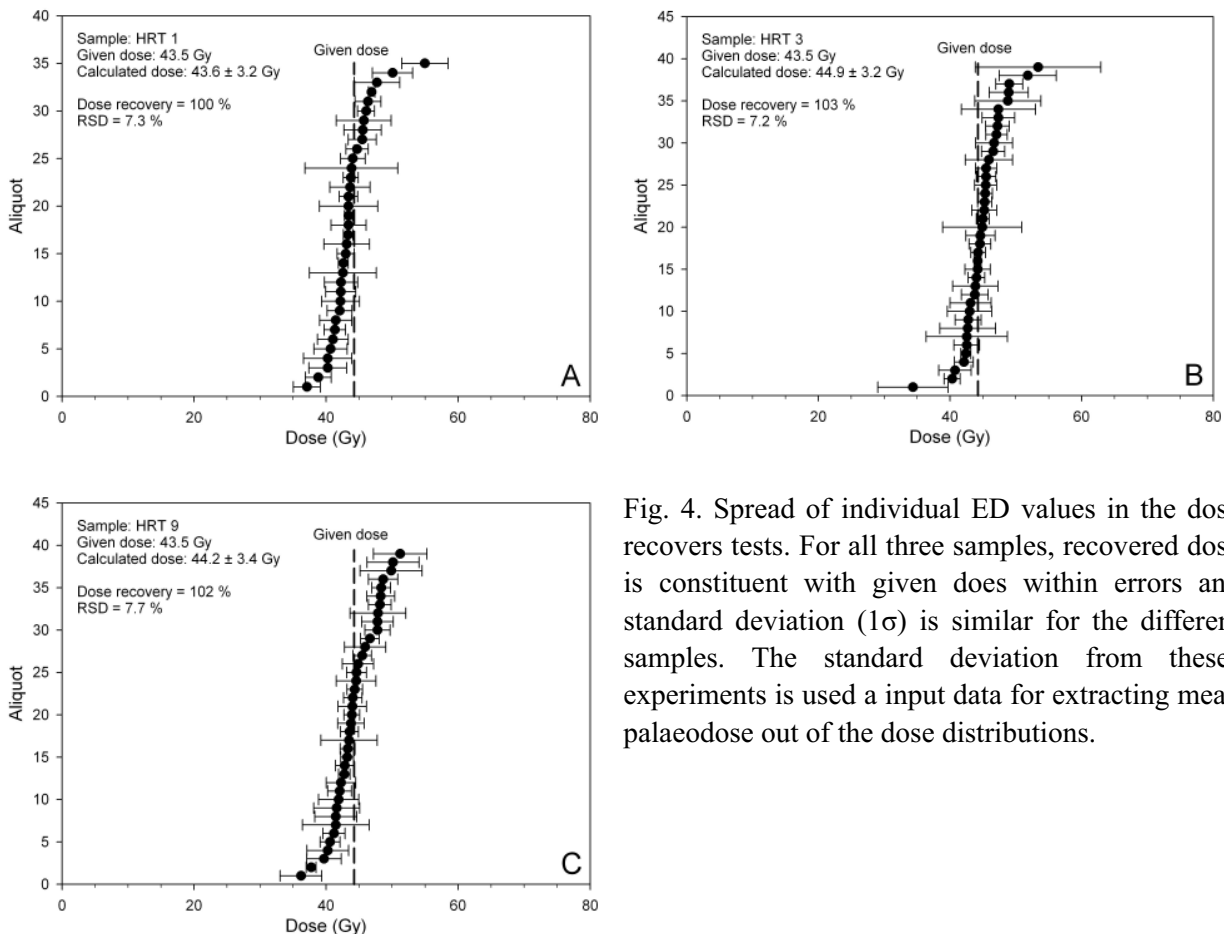 40
35
30
25
20
15
10
5
0
Aliquot
Sample: HRT 1
Given dose: 43.5 Gy
Calculated dose: 43.6 ± 3.2 Gy
Dose recovery = 100 %
RSD = 7.3 %
Given dose
A
0 20 40 60 80
Dose (Gy)
45
40
35
30
25
20
15
10
5
0
Aliquot
Sample: HRT 3
Given dose: 43.5 Gy
Calculated dose: 44.9 ± 3.2 Gy
Dose recovery = 103 %
RSD = 7.2 %
Given dose
B
0 20 40 60 80
Dose (Gy)
45
40
35
30
25
20
15
10
5
0
Aliquot
Sample: HRT 9
Given dose: 43.5 Gy
Calculated dose: 44.2 ± 3.4 Gy
Dose recovery = 102 %
RSD = 7.7 %
Given dose
C
0 20 40 60 80
Dose (Gy)
Fig. 4. Spread of individual ED values in the dos
recovers tests. For all three samples, recovered dos
is constituent with given does within errors an
standard deviation (1σ) is similar for the differen
samples. The standard deviation from these
experiments is used a input data for extracting mea
palaeodose out of the dose distributions.